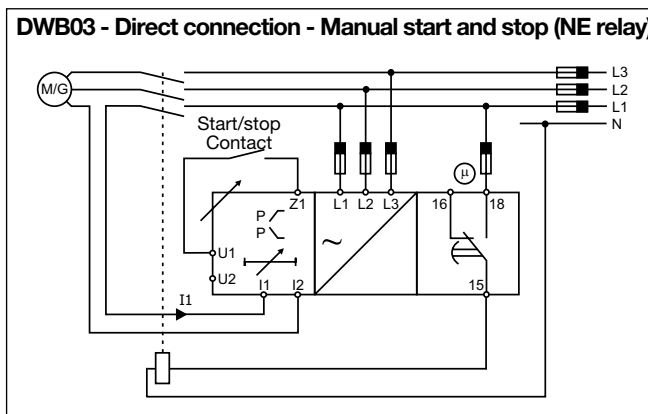 DWB03 - Direct connection - Manual start and stop (NE relay)
L3
M/G
L2
L1
Start/stop
Contact
N
µ
Z1
L1 L2 L3
16
18
P
P
~
U1
U2
I1
I2
15
I1